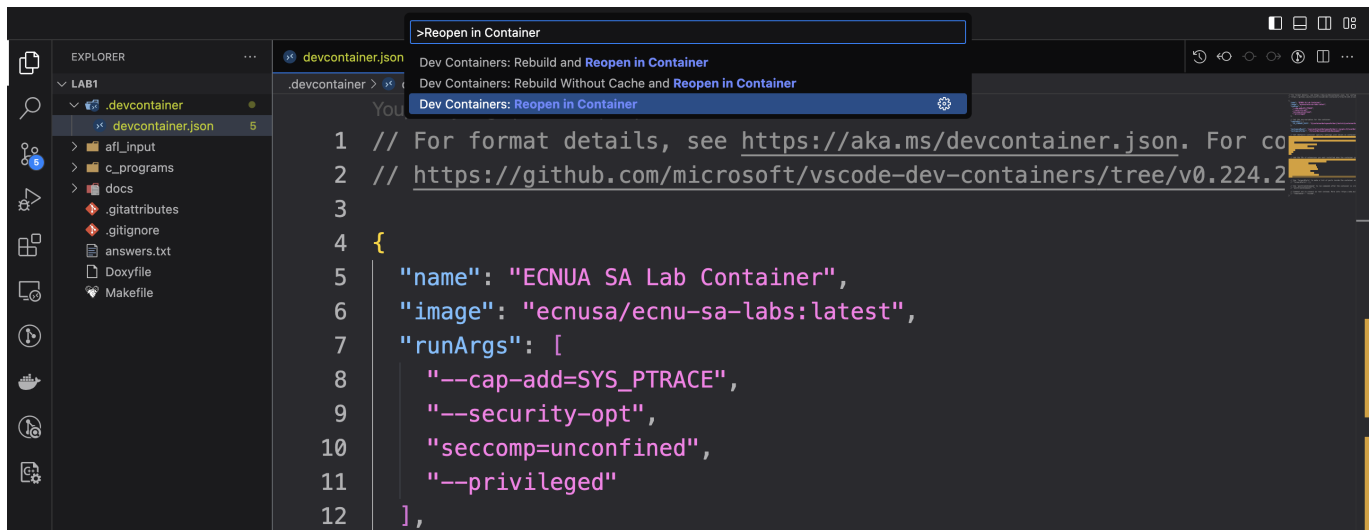 >Reopen in Container
Dev Containers: Rebuild and Reopen in Container
Dev Containers: Rebuild Without Cache and Reopen in Container
Dev Containers: Reopen in Container
EXPLORER
LAB1
.devcontainer
devcontainer.json 5
afl_input
c_programs
docs
.gitattributes
.gitignore
answers.txt
Doxyfile
Makefile
5
devcontainer.json
.devcontainer >
You
1 // For format details, see https://aka.ms/devcontainer.json. For co
2 // https://github.com/microsoft/vscode-dev-containers/tree/v0.224.2
3
4 {
5 "name": "ECNUA SA Lab Container",
6 "image": "ecnusa/ecnu-sa-labs:latest",
7 "runArgs": [
8 "--cap-add=SYS_PTRACE",
9 "--security-opt",
10 "seccomp=unconfined",
11 "--privileged"
12 ],